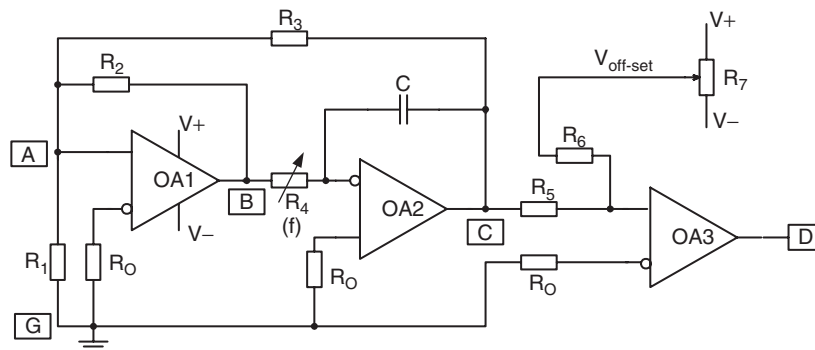 R3
R2
C
V+
Voff-set
R7
V−
A
V+
OA1
B
R4
(f)
R6
OA2
R5
V−
C
OA3
D
R1
RO
RO
RO
G